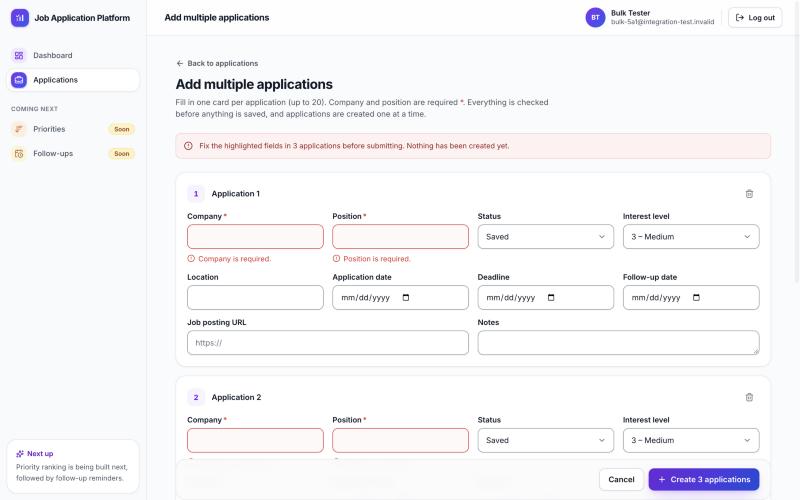 Job Application Platform
Add multiple applications
BT
Bulk Tester
bulk-5a1@integration-test.invalid
Log out
Dashboard
Applications
COMING NEXT
Priorities
Soon
Follow-ups
Soon
Back to applications
Add multiple applications
Fill in one card per application (up to 20). Company and position are required *. Everything is checked
before anything is saved, and applications are created one at a time.
Fix the highlighted fields in 3 applications before submitting. Nothing has been created yet.
1
Application 1
Company *
Position *
Status
Interest level
Saved
3 – Medium
Company is required.
Position is required.
Location
Application date
Deadline
Follow-up date
mm/dd/yyyy
mm/dd/yyyy
mm/dd/yyyy
Job posting URL
Notes
https://
2
Application 2
Company *
Position *
Status
Interest level
Saved
3 – Medium
Next up
Priority ranking is being built next,
followed by follow-up reminders.
Cancel
+ Create 3 applications